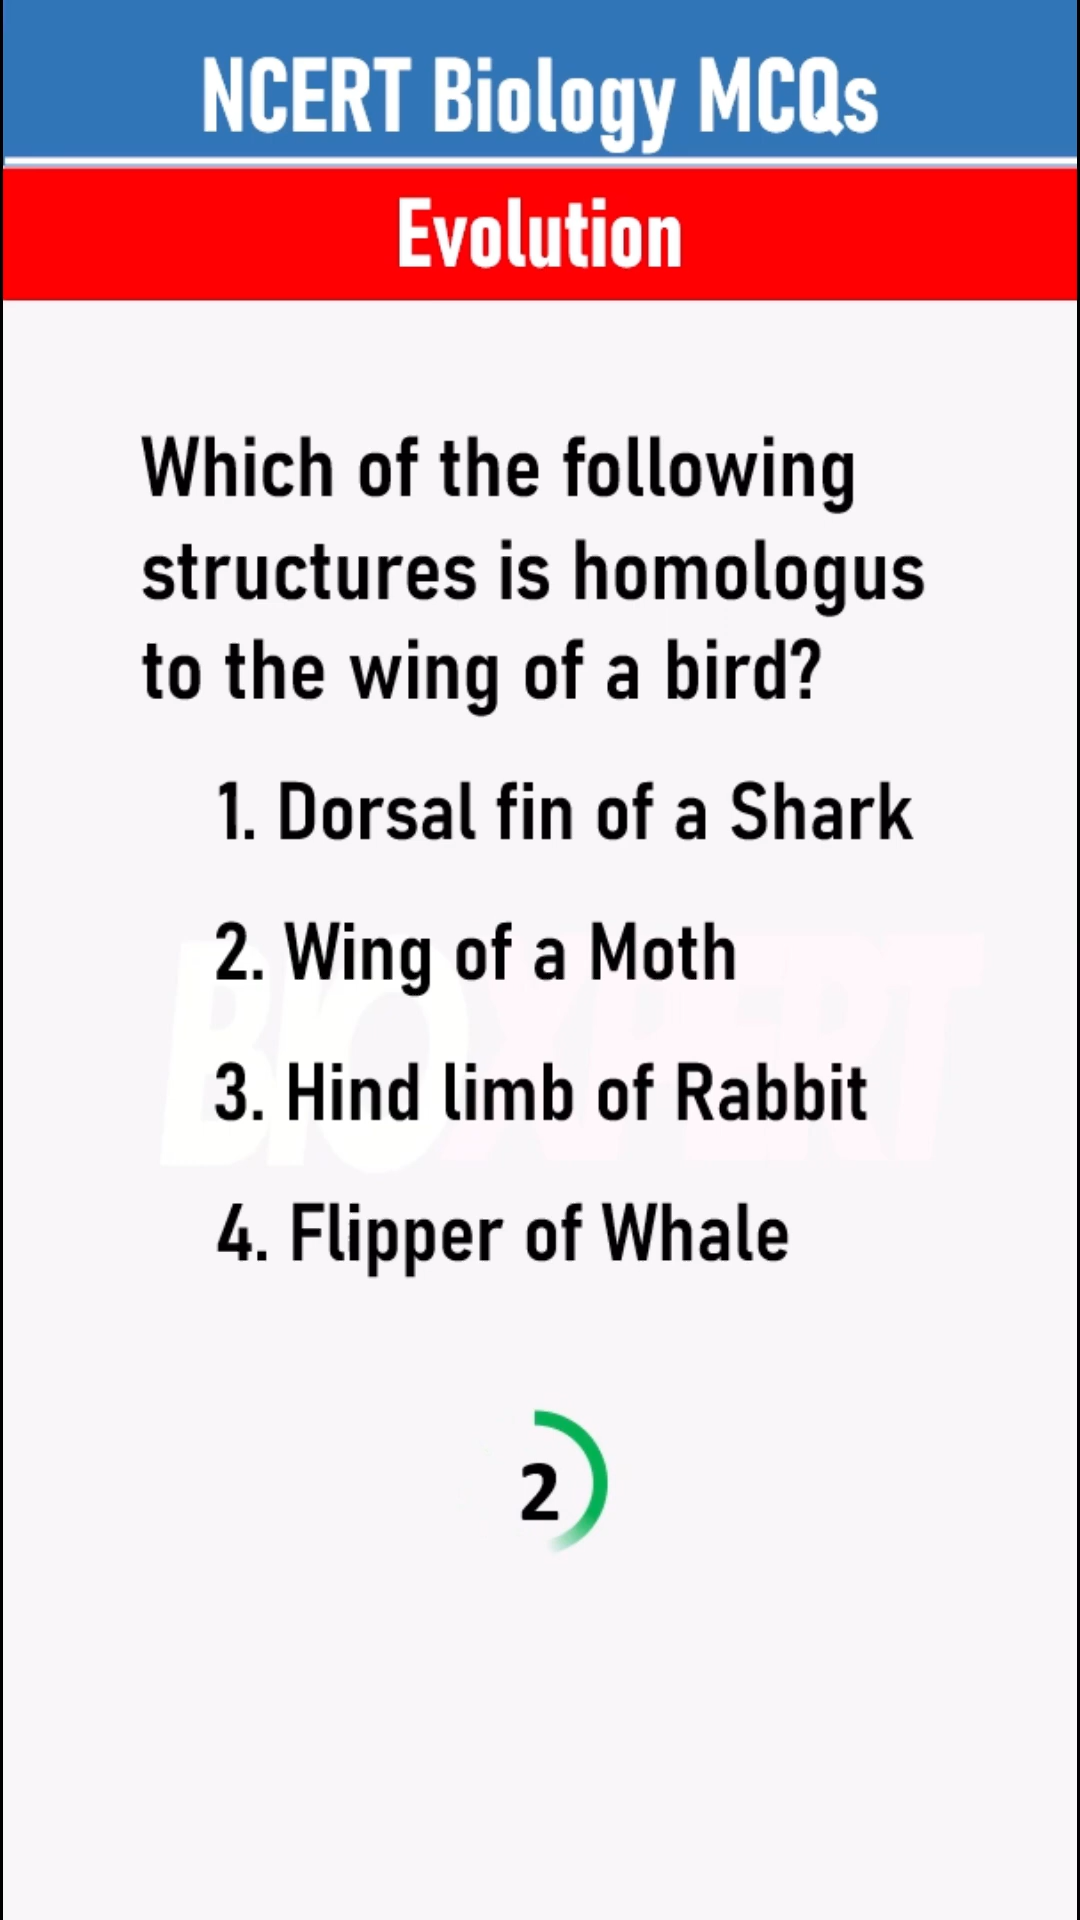 NCERT Biology MCQs
Evolution
Which of the following
structures is homologus
to the wing of a bird?
1. Dorsal fin of a Shark
2. Wing of a Moth
BIOXPERT
3. Hind limb of Rabbit
4. Flipper of Whale
2